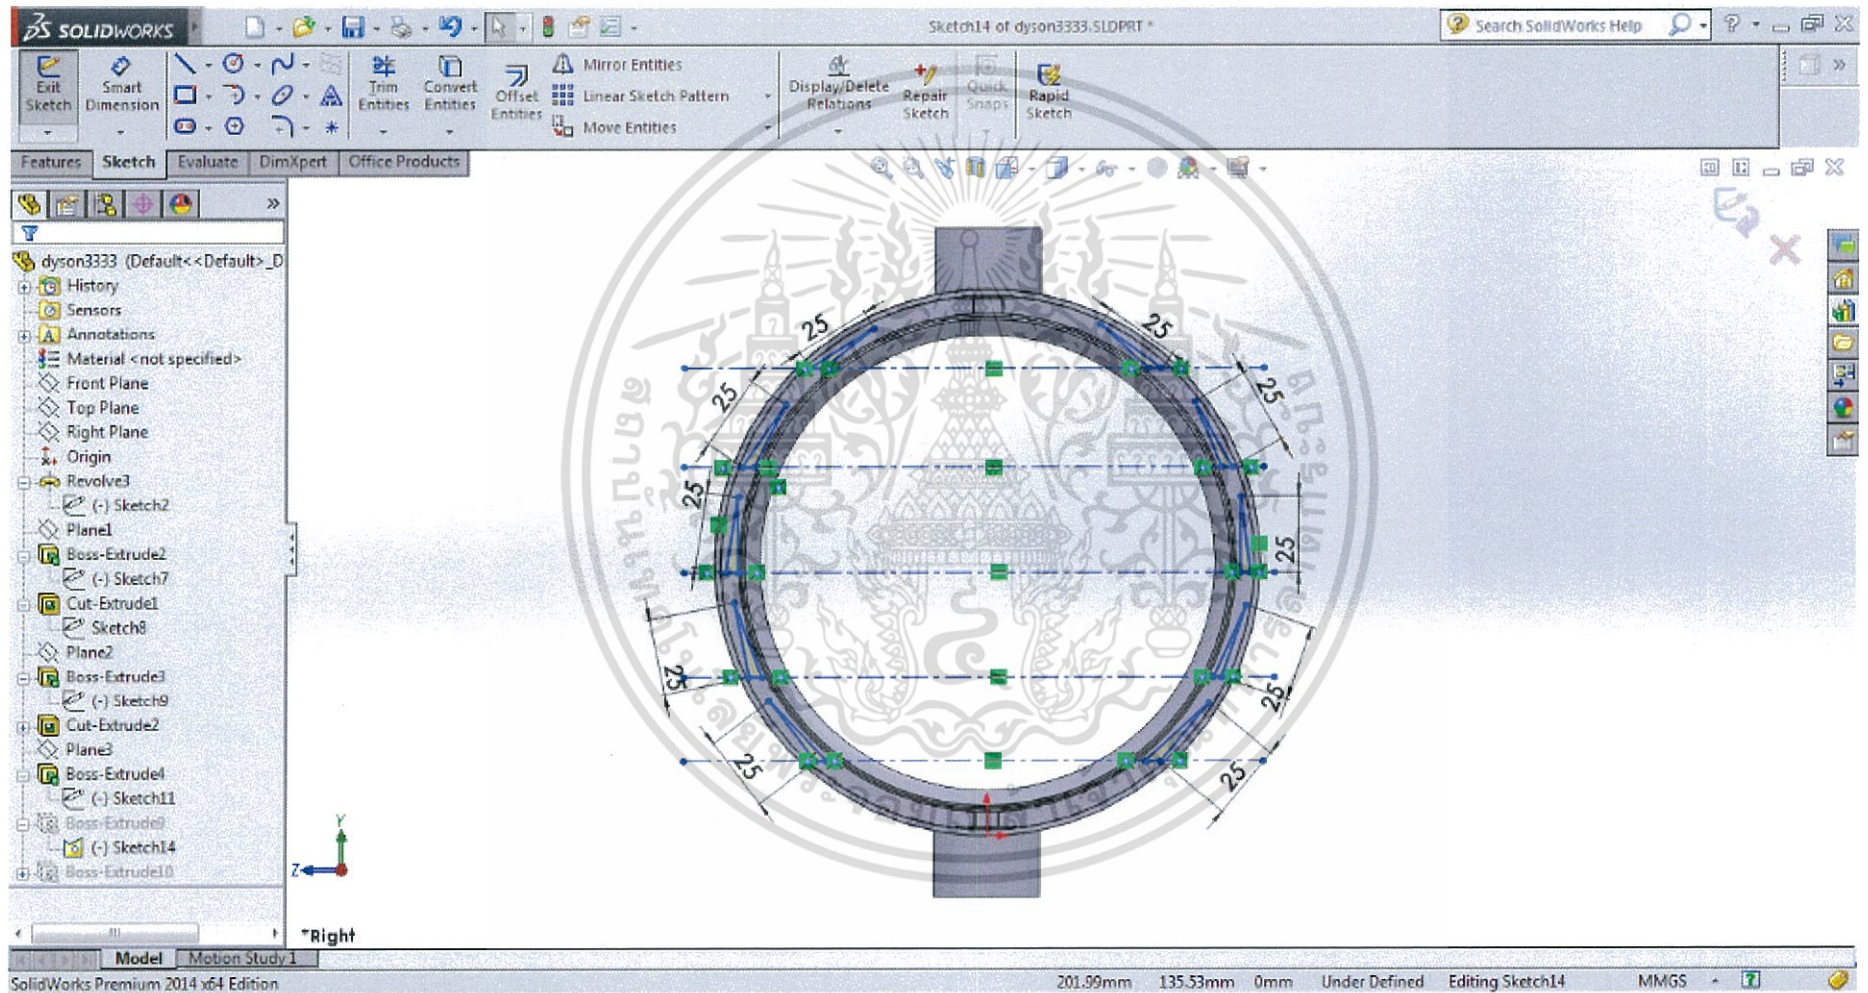 SOLIDWORKS
Sketch14 of dyson3333.SLDPRT *
Search SolidWorks Help
Exit Sketch
Smart Dimension
Trim Entities
Convert Entities
Offset Entities
Mirror Entities
Linear Sketch Pattern
Move Entities
Display/Delete Relations
Repair Sketch
Quick Snaps
Rapid Sketch
Features Sketch Evaluate DimXpert Office Products
dyson3333 (Default<<Default>_D
History
Sensors
Annotations
Material <not specified>
Front Plane
Top Plane
Right Plane
Origin
Revolve3
(-) Sketch2
Plane1
Boss-Extrude2
(-) Sketch7
Cut-Extrude1
Sketch8
Plane2
Boss-Extrude3
(-) Sketch9
Cut-Extrude2
Plane3
Boss-Extrude4
(-) Sketch11
Boss-Extrude9
(-) Sketch14
Boss-Extrude10
25
25
25
25
25
25
25
25
25
25
Y
Z
*Right
Model Motion Study 1
SolidWorks Premium 2014 x64 Edition
201.99mm 135.53mm 0mm Under Defined Editing Sketch14 MMGS